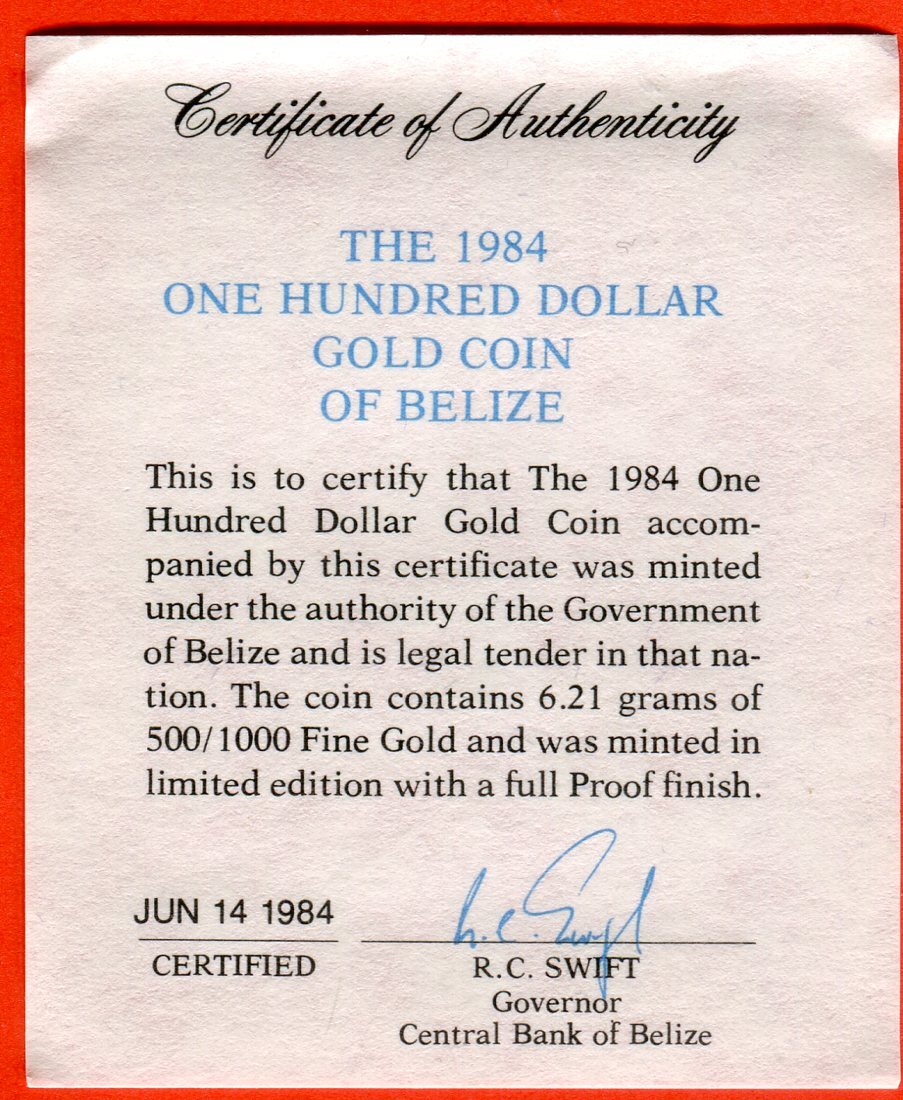 Certificate of Authenticity
THE 1984
ONE HUNDRED DOLLAR
GOLD COIN
OF BELIZE
This is to certify that The 1984 One
Hundred Dollar Gold Coin accom-
panied by this certificate was minted
under the authority of the Government
of Belize and is legal tender in that na-
tion. The coin contains 6.21 grams of
500/1000 Fine Gold and was minted in
limited edition with a full Proof finish.
JUN 14 1984
CERTIFIED
R.C. Swift
R.C. SWIFT
Governor
Central Bank of Belize